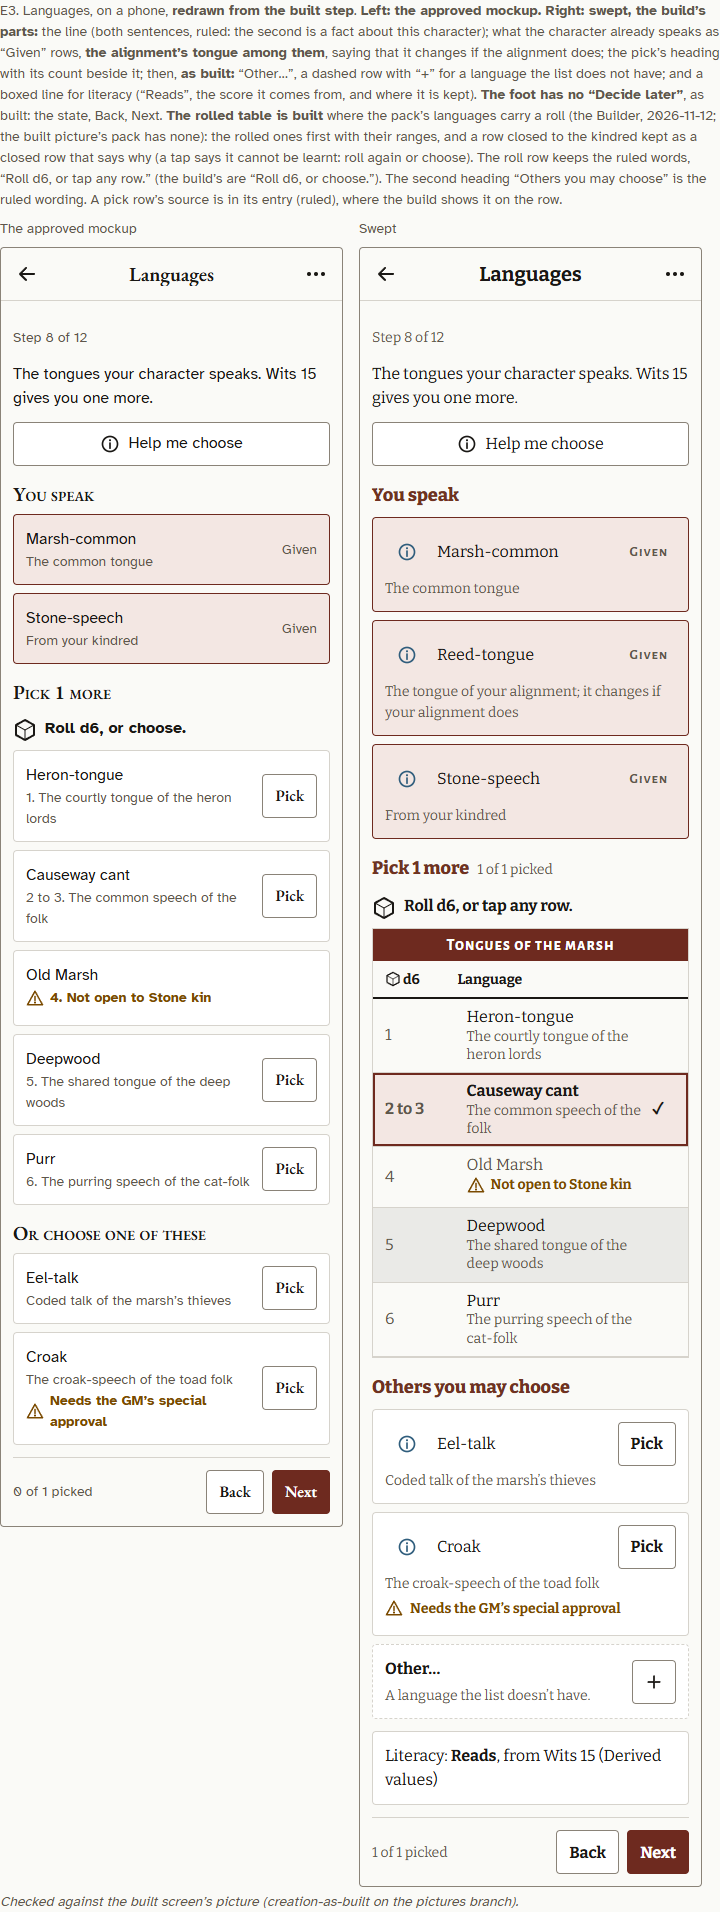 E3. Languages, on a phone, redrawn from the built step. Left: the approved mockup. Right: swept, the build's
parts: the line (both sentences, ruled: the second is a fact about this character); what the character already speaks as
“Given” rows, the alignment's tongue among them, saying that it changes if the alignment does; the pick's heading
with its count beside it; then, as built: “Other…”, a dashed row with “+” for a language the list does not have; and a
boxed line for literacy (“Reads”, the score it comes from, and where it is kept). The foot has no “Decide later”, as
built: the state, Back, Next. The rolled table is built where the pack's languages carry a roll (the Builder, 2026-11-12;
the built picture's pack has none): the rolled ones first with their ranges, and a row closed to the kindred kept as a
closed row that says why (a tap says it cannot be learnt: roll again or choose). The roll row keeps the ruled words,
“Roll d6, or tap any row.” (the build's are “Roll d6, or choose.”). The second heading “Others you may choose” is the
ruled wording. A pick row's source is in its entry (ruled), where the build shows it on the row.
The approved mockup
Languages
Step 8 of 12
The tongues your character speaks. Wits 15
gives you one more.
Help me choose
You speak
Marsh-common
The common tongue
Given
Stone-speech
From your kindred
Given
Pick 1 more
Roll d6, or choose.
Heron-tongue
1. The courtly tongue of the heron
lords
Pick
Causeway cant
2 to 3. The common speech of the
folk
Pick
Old Marsh
4. Not open to Stone kin
Deepwood
5. The shared tongue of the deep
woods
Pick
Purr
6. The purring speech of the cat-folk
Pick
Or choose one of these
Eel-talk
Coded talk of the marsh's thieves
Pick
Croak
The croak-speech of the toad folk
Needs the GM's special
approval
Pick
0 of 1 picked
Back
Next
Swept
Languages
Step 8 of 12
The tongues your character speaks. Wits 15
gives you one more.
Help me choose
You speak
Marsh-common
Given
The common tongue
Reed-tongue
Given
The tongue of your alignment; it changes if
your alignment does
Stone-speech
Given
From your kindred
Pick 1 more 1 of 1 picked
Roll d6, or tap any row.
Tongues of the marsh
d6 Language
1
Heron-tongue
The courtly tongue of the
heron lords
2 to 3
Causeway cant
The common speech of the
folk
✓
4
Old Marsh
Not open to Stone kin
5
Deepwood
The shared tongue of the
deep woods
6
Purr
The purring speech of the
cat-folk
Others you may choose
Eel-talk
Pick
Coded talk of the marsh's thieves
Croak
Pick
The croak-speech of the toad folk
Needs the GM's special approval
Other…
A language the list doesn't have.
+
Literacy: Reads, from Wits 15 (Derived
values)
1 of 1 picked
Back
Next
Checked against the built screen's picture (creation-as-built on the pictures branch).